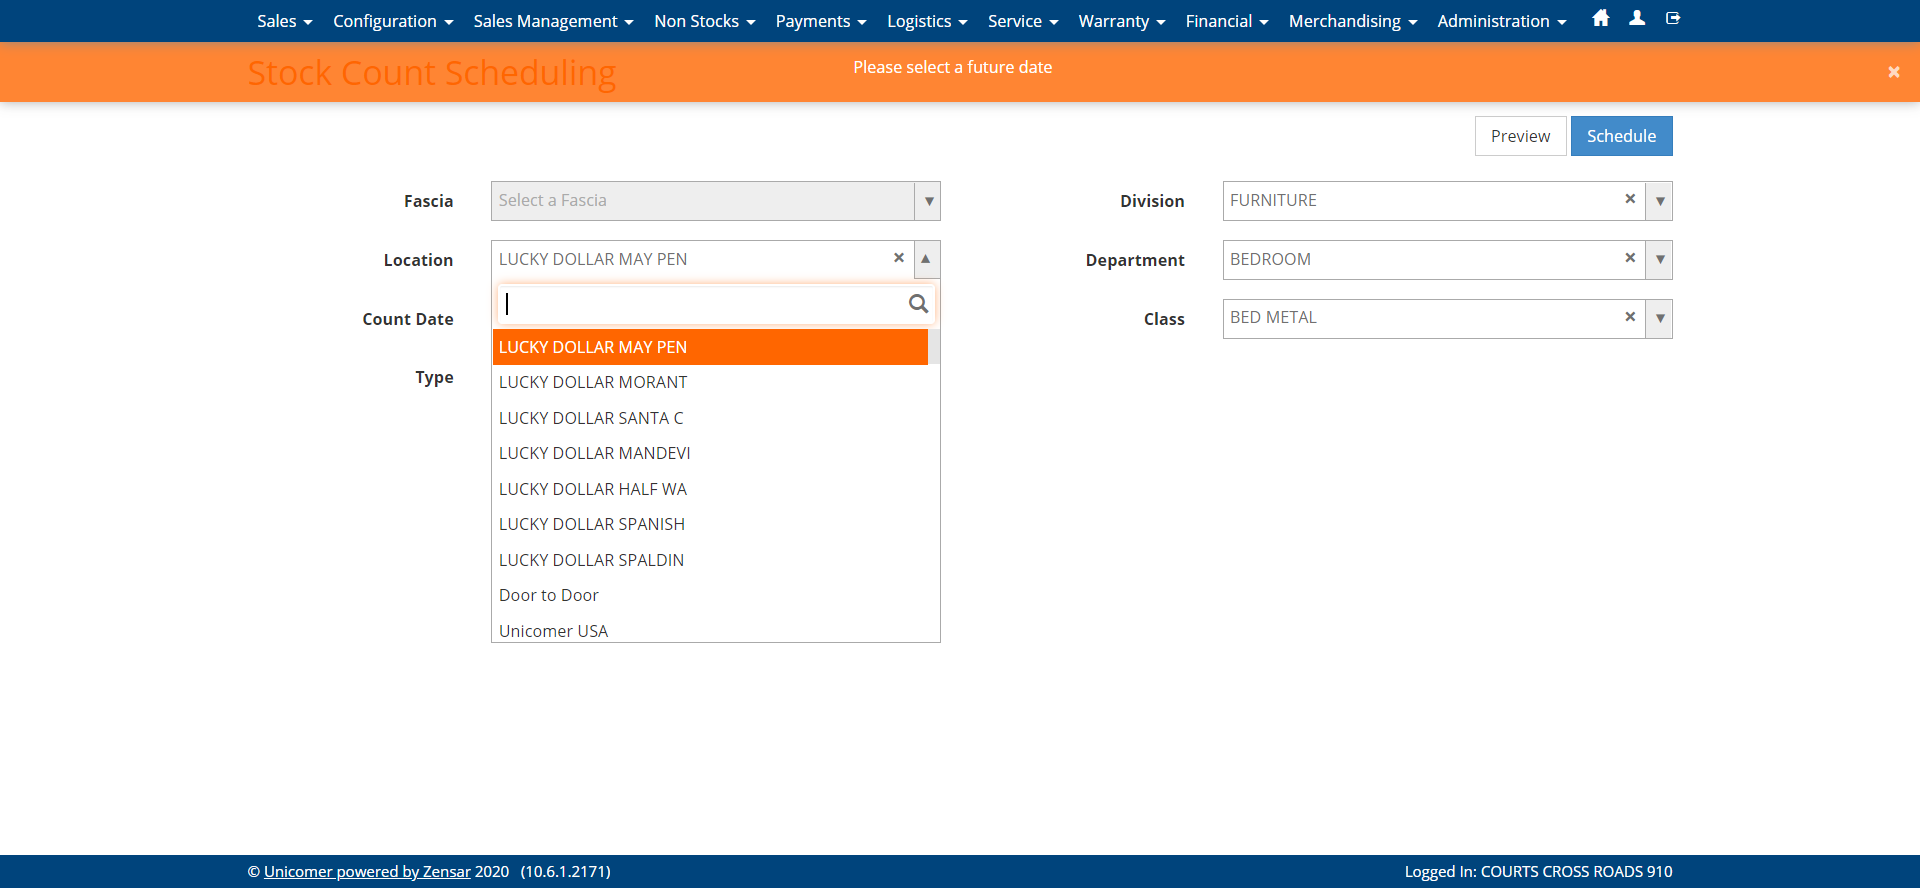 Sales Configuration Sales Management Non Stocks Payments Logistics Service Warranty Financial Merchandising Administration
Stock Count Scheduling
Please select a future date
×
Preview Schedule
Fascia Select a Fascia
Division FURNITURE ×
Location LUCKY DOLLAR MAY PEN ×
Department BEDROOM ×
Count Date
Class BED METAL ×
Type
LUCKY DOLLAR MAY PEN
LUCKY DOLLAR MORANT
LUCKY DOLLAR SANTA C
LUCKY DOLLAR MANDEVI
LUCKY DOLLAR HALF WA
LUCKY DOLLAR SPANISH
LUCKY DOLLAR SPALDIN
Door to Door
Unicomer USA
© Unicomer powered by Zensar 2020 (10.6.1.2171)
Logged In: COURTS CROSS ROADS 910